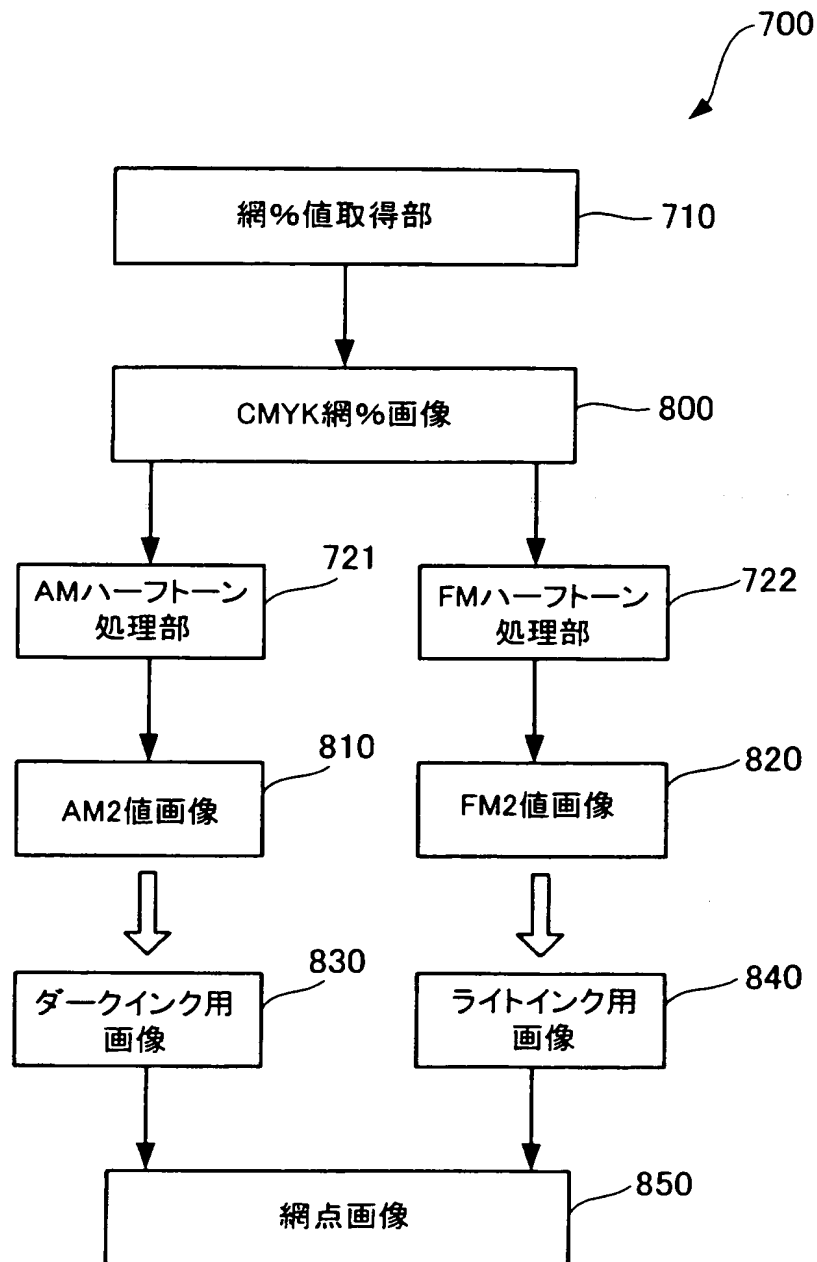 700
網%値取得部
710
CMYK網%画像
800
AMハーフトーン
処理部
721
FMハーフトーン
処理部
722
AM2値画像
810
FM2値画像
820
ダークインク用
画像
830
ライトインク用
画像
840
網点画像
850